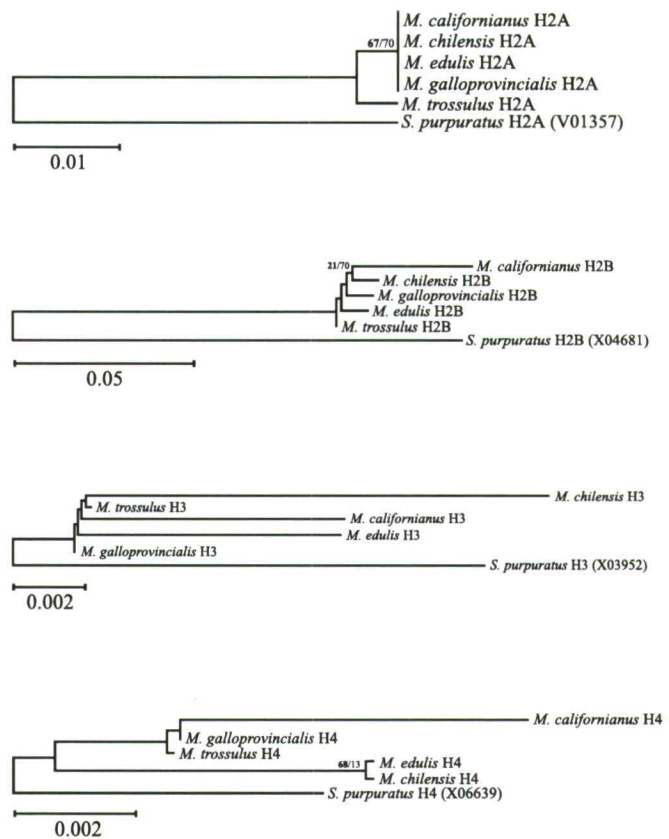 M. californianus H2A
67/70
M. chilensis H2A
M. edulis H2A
M. galloprovincialis H2A
M. trossulus H2A
S. purpuratus H2A (V01357)
0.01
21/70
M. californianus H2B
M. chilensis H2B
M. galloprovincialis H2B
M. edulis H2B
M. trossulus H2B
S. purpuratus H2B (X04681)
0.05
M. chilensis H3
M. trossulus H3
M. californianus H3
M. edulis H3
M. galloprovincialis H3
S. purpuratus H3 (X03952)
0.002
M. californianus H4
M. galloprovincialis H4
M. trossulus H4
68/13
M. edulis H4
M. chilensis H4
S. purpuratus H4 (X06639)
0.002